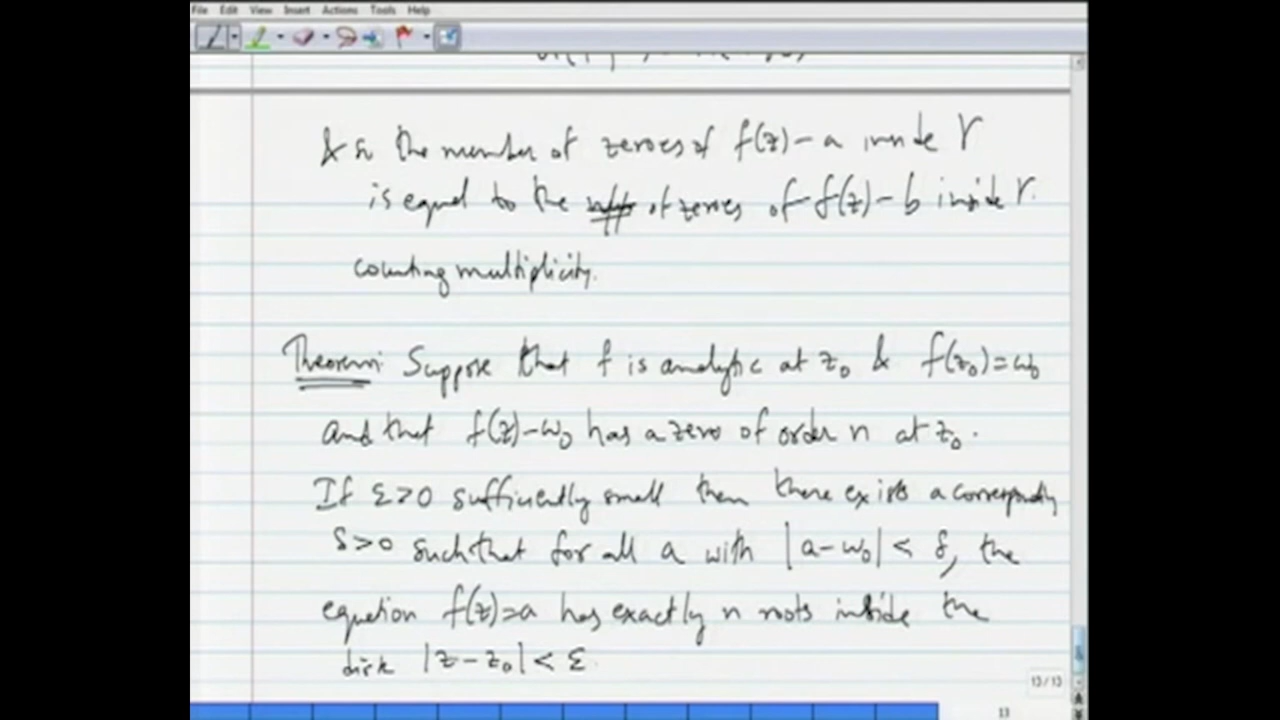 File Edit View Insert Actions Tools Help
& so the number of zeroes of f(z) - a inside γ
is equal to the # of zeroes of f(z) - b inside γ.
counting multiplicity.
Theorem: Suppose that f is analytic at z₀ & f(z₀) = w₀
and that f(z) - w₀ has a zero of order n at z₀.
If ε>0 sufficiently small then there exists a corresponding
δ>0 such that for all a with |a - w₀| < δ, the
equation f(z)=a has exactly n roots inside the
disk |z - z₀| < ε
13/13
13